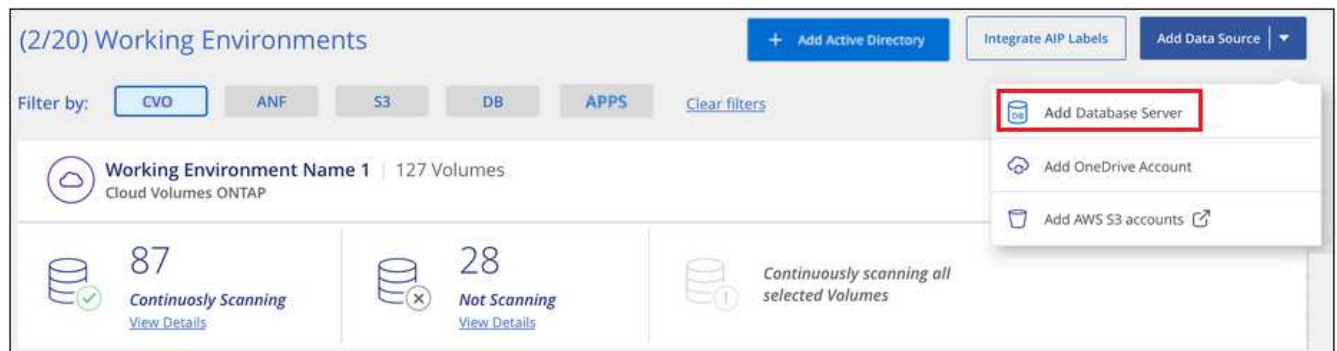 (2/20) Working Environments
+ Add Active Directory
Integrate AIP Labels
Add Data Source
Filter by:
CVO
ANF
S3
DB
APPS
Clear filters
DB
Add Database Server
Add OneDrive Account
Add AWS S3 accounts
Working Environment Name 1 | 127 Volumes
Cloud Volumes ONTAP
87
Continuosly Scanning
View Details
28
Not Scanning
View Details
Continuously scanning all
selected Volumes